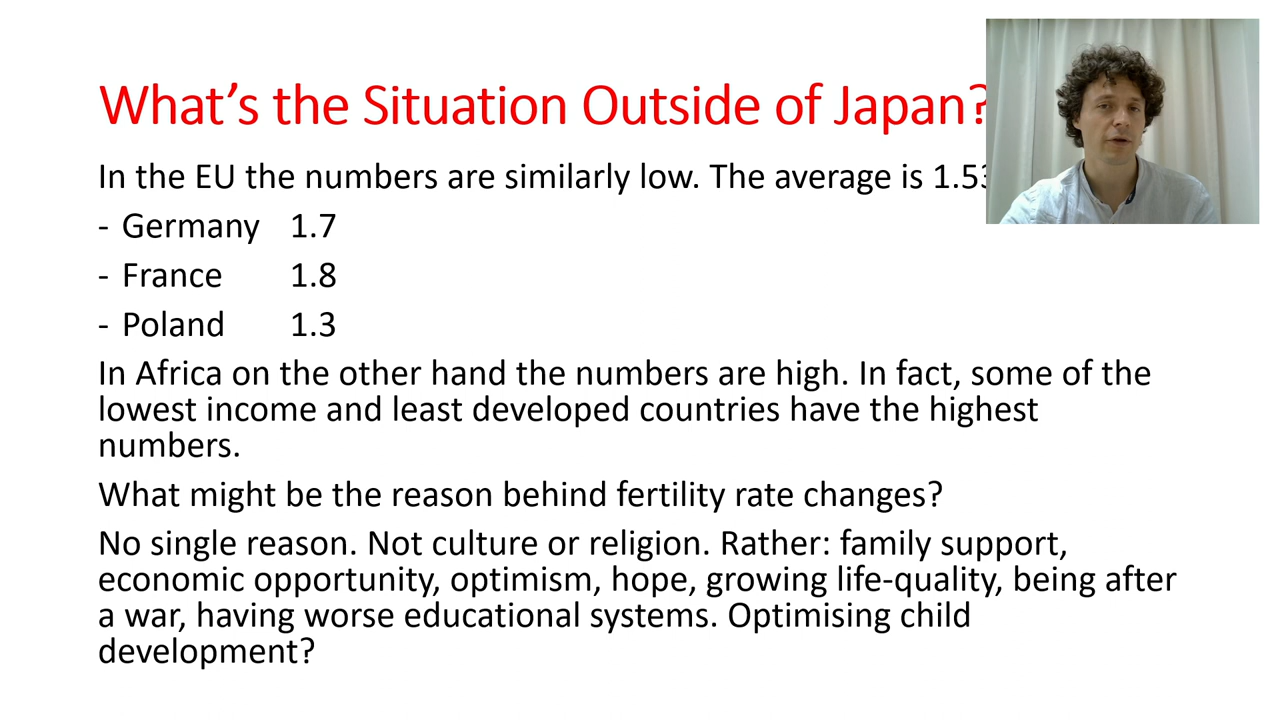 What's the Situation Outside of Japan?
In the EU the numbers are similarly low. The average is 1.53
- Germany 1.7
- France 1.8
- Poland 1.3
In Africa on the other hand the numbers are high. In fact, some of the
lowest income and least developed countries have the highest
numbers.
What might be the reason behind fertility rate changes?
No single reason. Not culture or religion. Rather: family support,
economic opportunity, optimism, hope, growing life-quality, being after
a war, having worse educational systems. Optimising child
development?